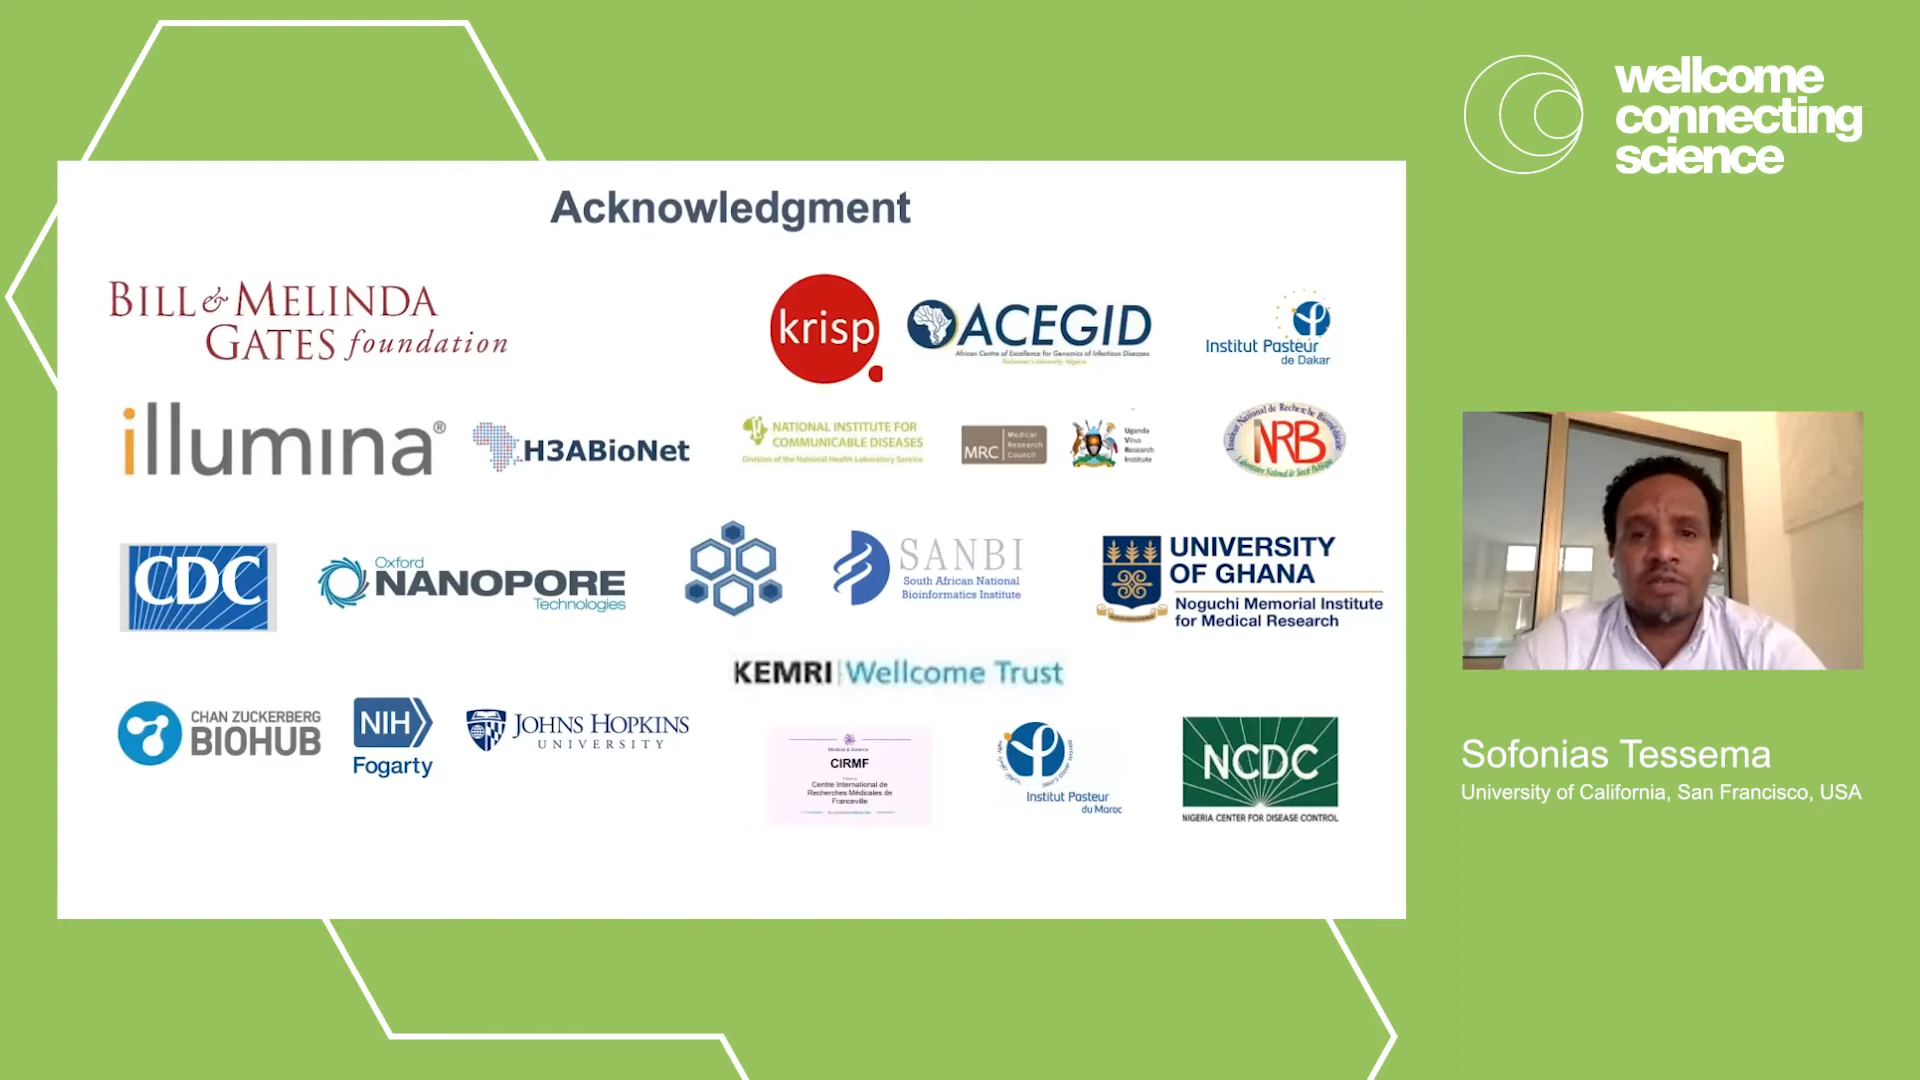 wellcome
connecting
science
Acknowledgment
BILL & MELINDA
GATES foundation
krisp
ACEGID
African Centre of Excellence for Genomics of Infectious Diseases
Redeemer's University, Nigeria
Institut Pasteur
de Dakar
illumina®
H3ABioNet
NATIONAL INSTITUTE FOR
COMMUNICABLE DISEASES
Division of the National Health Laboratory Service
MRC
Medical
Research
Council
Uganda
Virus
Research
Institute
INRB
CDC
Oxford
NANOPORE
Technologies
SANBI
South African National
Bioinformatics Institute
UNIVERSITY
OF GHANA
Noguchi Memorial Institute
for Medical Research
KEMRI | Wellcome Trust
CHAN ZUCKERBERG
BIOHUB
NIH
Fogarty
JOHNS HOPKINS
UNIVERSITY
Medical & Science
CIRMF
Centre International de
Recherches Médicales de
Franceville
Institut Pasteur
du Maroc
NCDC
NIGERIA CENTER FOR DISEASE CONTROL
Sofonias Tessema
University of California, San Francisco, USA